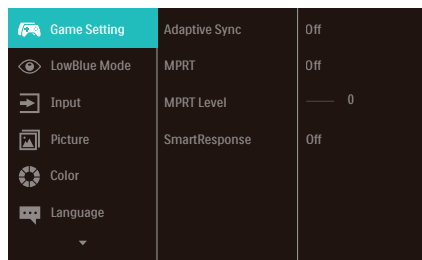 Game Setting Adaptive Sync Off
LowBlue Mode MPRT Off
Input MPRT Level 0
Picture SmartResponse Off
Color
Language